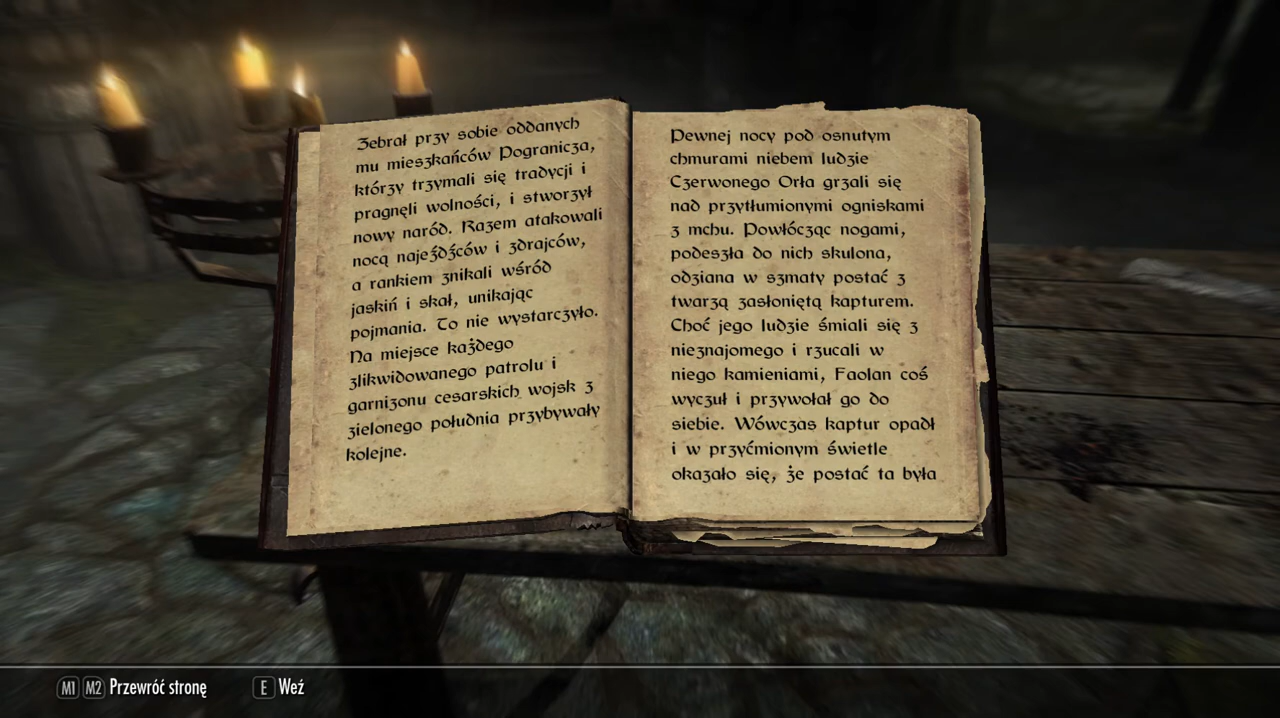 Zebrał przy sobie oddanych
mu mieszkańców Pogranicza,
którzy trzymali się tradycji i
pragnęli wolności, i stworzył
nowy naród. Razem atakowali
nocą najeźdźców i zdrajców,
a rankiem znikali wśród
jaskiń i skał, unikając
pojmania. To nie wystarczyło.
Na miejsce każdego
zlikwidowanego patrolu i
garnizonu cesarskich wojsk z
zielonego południa przybywały
kolejne.
Pewnej nocy pod osnutym
chmurami niebem ludzie
Czerwonego Orła grzali się
nad przytłumionymi ogniskami
z mchu. Powłócząc nogami,
podeszła do nich skulona,
odziana w szmaty postać z
twarzą zasłoniętą kapturem.
Choć jego ludzie śmiali się z
nieznajomego i rzucali w
niego kamieniami, Faolan coś
wyczuł i przywołał go do
siebie. Wówczas kaptur opadł
i w przyćmionym świetle
okazało się, że postać ta była
M1 M2 Przewróć stronę E Weź